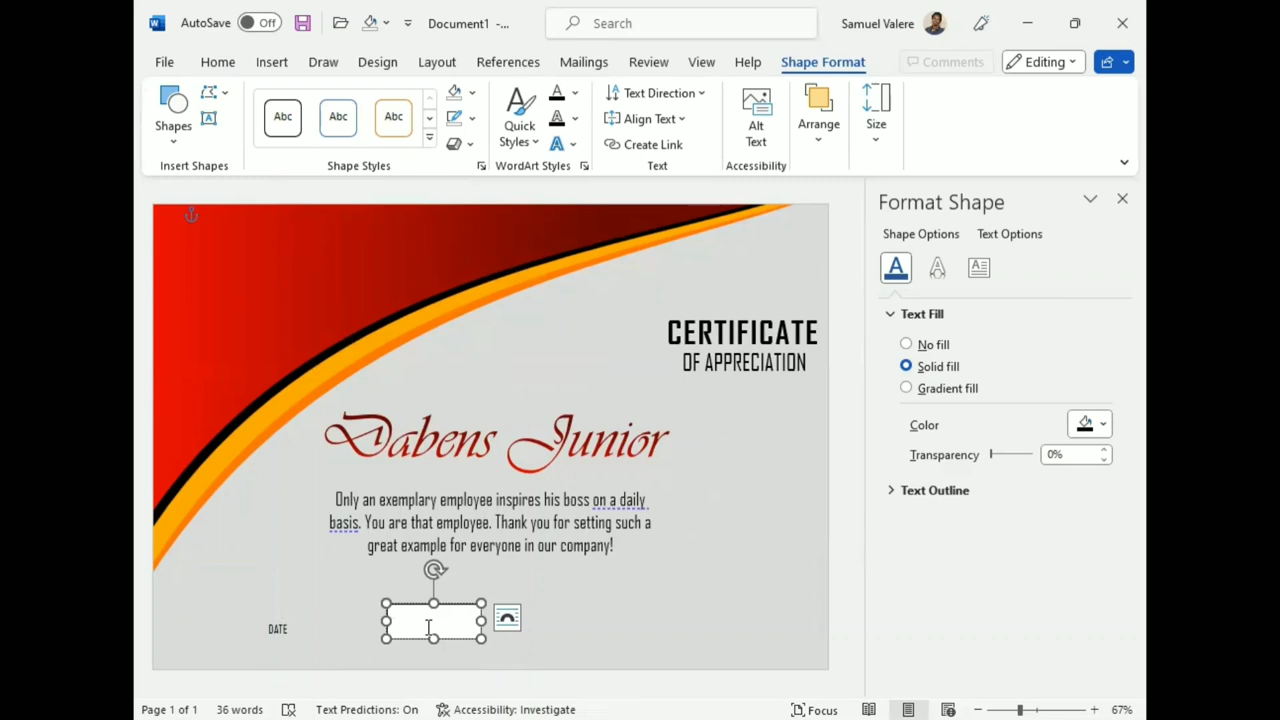 AutoSave Off Document1 -... Search Samuel Valere
File Home Insert Draw Design Layout References Mailings Review View Help Shape Format Comments Editing
Shapes Abc Abc Abc Quick Styles Text Direction Align Text Create Link Alt Text Arrange Size
Insert Shapes Shape Styles WordArt Styles Text Accessibility
Format Shape
Shape Options Text Options
Text Fill
No fill
Solid fill
Gradient fill
Color
Transparency 0%
Text Outline
CERTIFICATE
OF APPRECIATION
Dabens Junior
Only an exemplary employee inspires his boss on a daily
basis. You are that employee. Thank you for setting such a
great example for everyone in our company!
DATE
Page 1 of 1 36 words Text Predictions: On Accessibility: Investigate Focus 67%